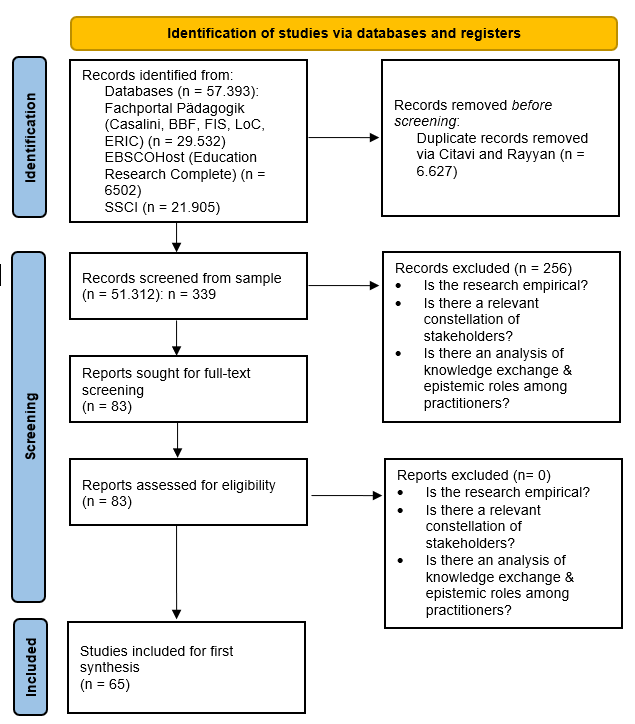 Identification of studies via databases and registers
Identification
Records identified from:
Databases (n = 57.393):
Fachportal Pädagogik
(Casalini, BBF, FIS, LoC,
ERIC) (n = 29.532)
EBSCOHost (Education
Research Complete) (n =
6502)
SSCI (n = 21.905)
Records removed before
screening:
Duplicate records removed
via Citavi and Rayyan (n =
6.627)
Screening
Records screened from sample
(n = 51.312): n = 339
Records excluded (n = 256)
• Is the research empirical?
• Is there a relevant
constellation of
stakeholders?
• Is there an analysis of
knowledge exchange &
epistemic roles among
practitioners?
Reports sought for full-text
screening
(n = 83)
Reports assessed for eligibility
(n = 83)
Reports excluded (n= 0)
• Is the research empirical?
• Is there a relevant
constellation of
stakeholders?
• Is there an analysis of
knowledge exchange &
epistemic roles among
practitioners?
Included
Studies included for first
synthesis
(n = 65)